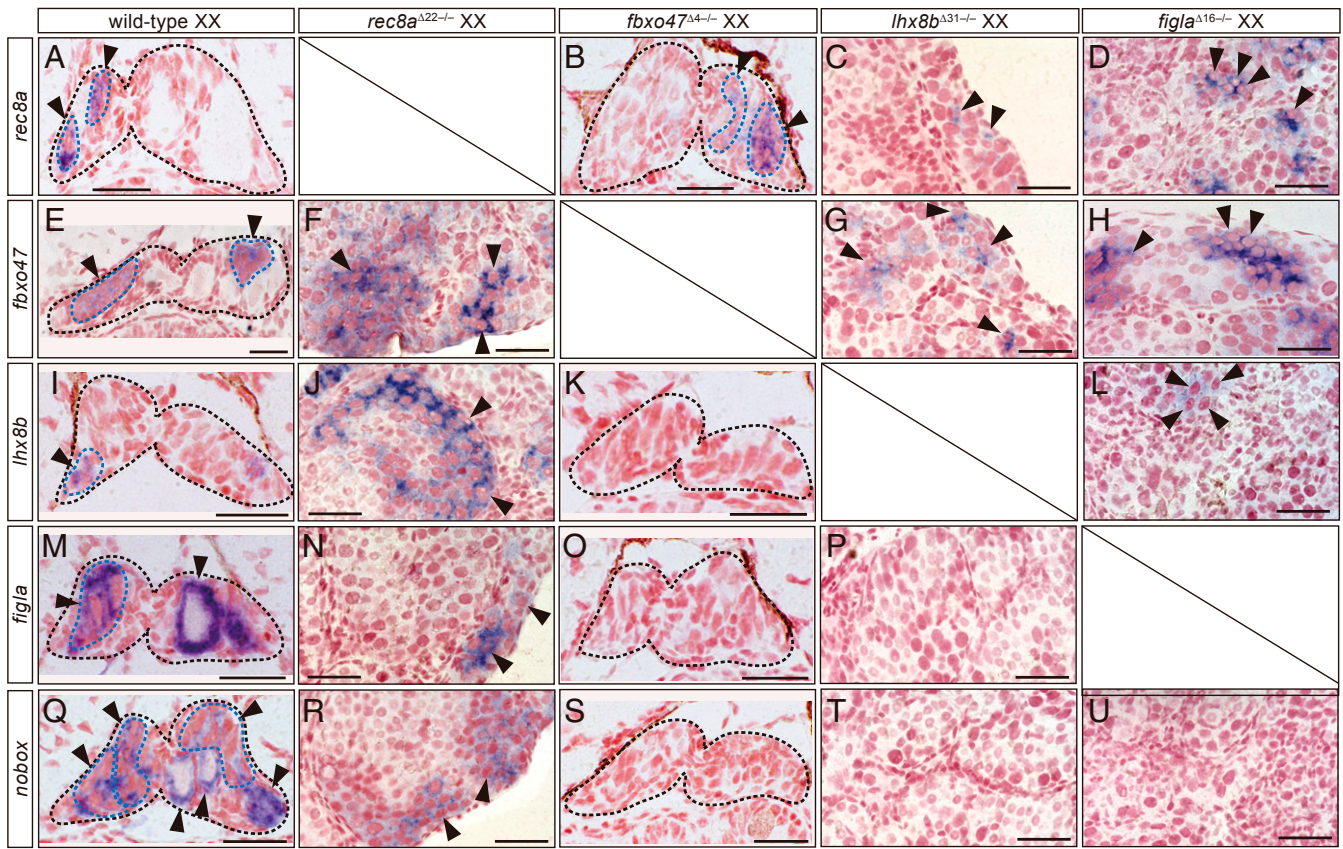 wild-type XX
rec8aΔ22−/− XX
fbxo47Δ4−/− XX
lhx8bΔ31−/− XX
figlaΔ16−/− XX
rec8a
A
B
C
D
fbxo47
E
F
G
H
lhx8b
I
J
K
L
figla
M
N
O
P
nobox
Q
R
S
T
U